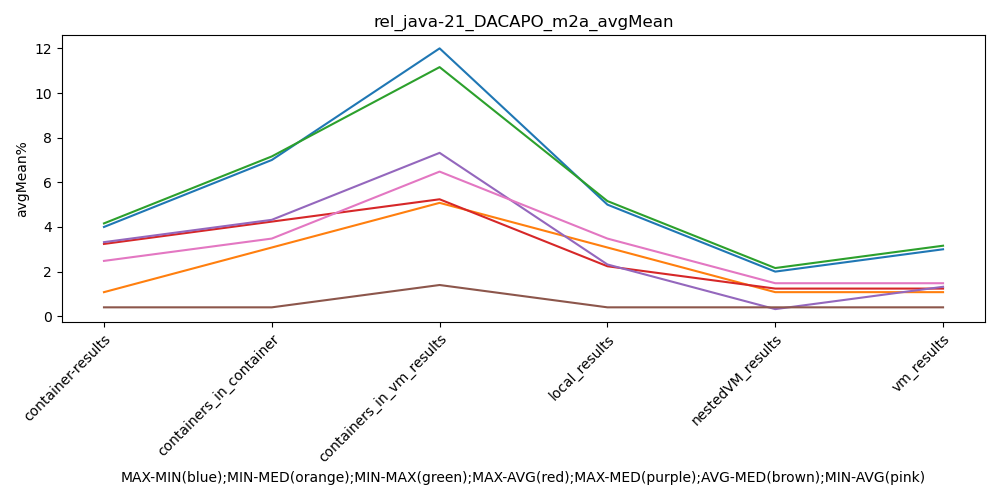 rel_java-21_DACAPO_m2a_avgMean
avgMean%
12
10
8
6
4
2
0
container-results
containers_in_container
containers_in_vm_results
local_results
nestedVM_results
vm_results
MAX-MIN(blue);MIN-MED(orange);MIN-MAX(green);MAX-AVG(red);MAX-MED(purple);AVG-MED(brown);MIN-AVG(pink)